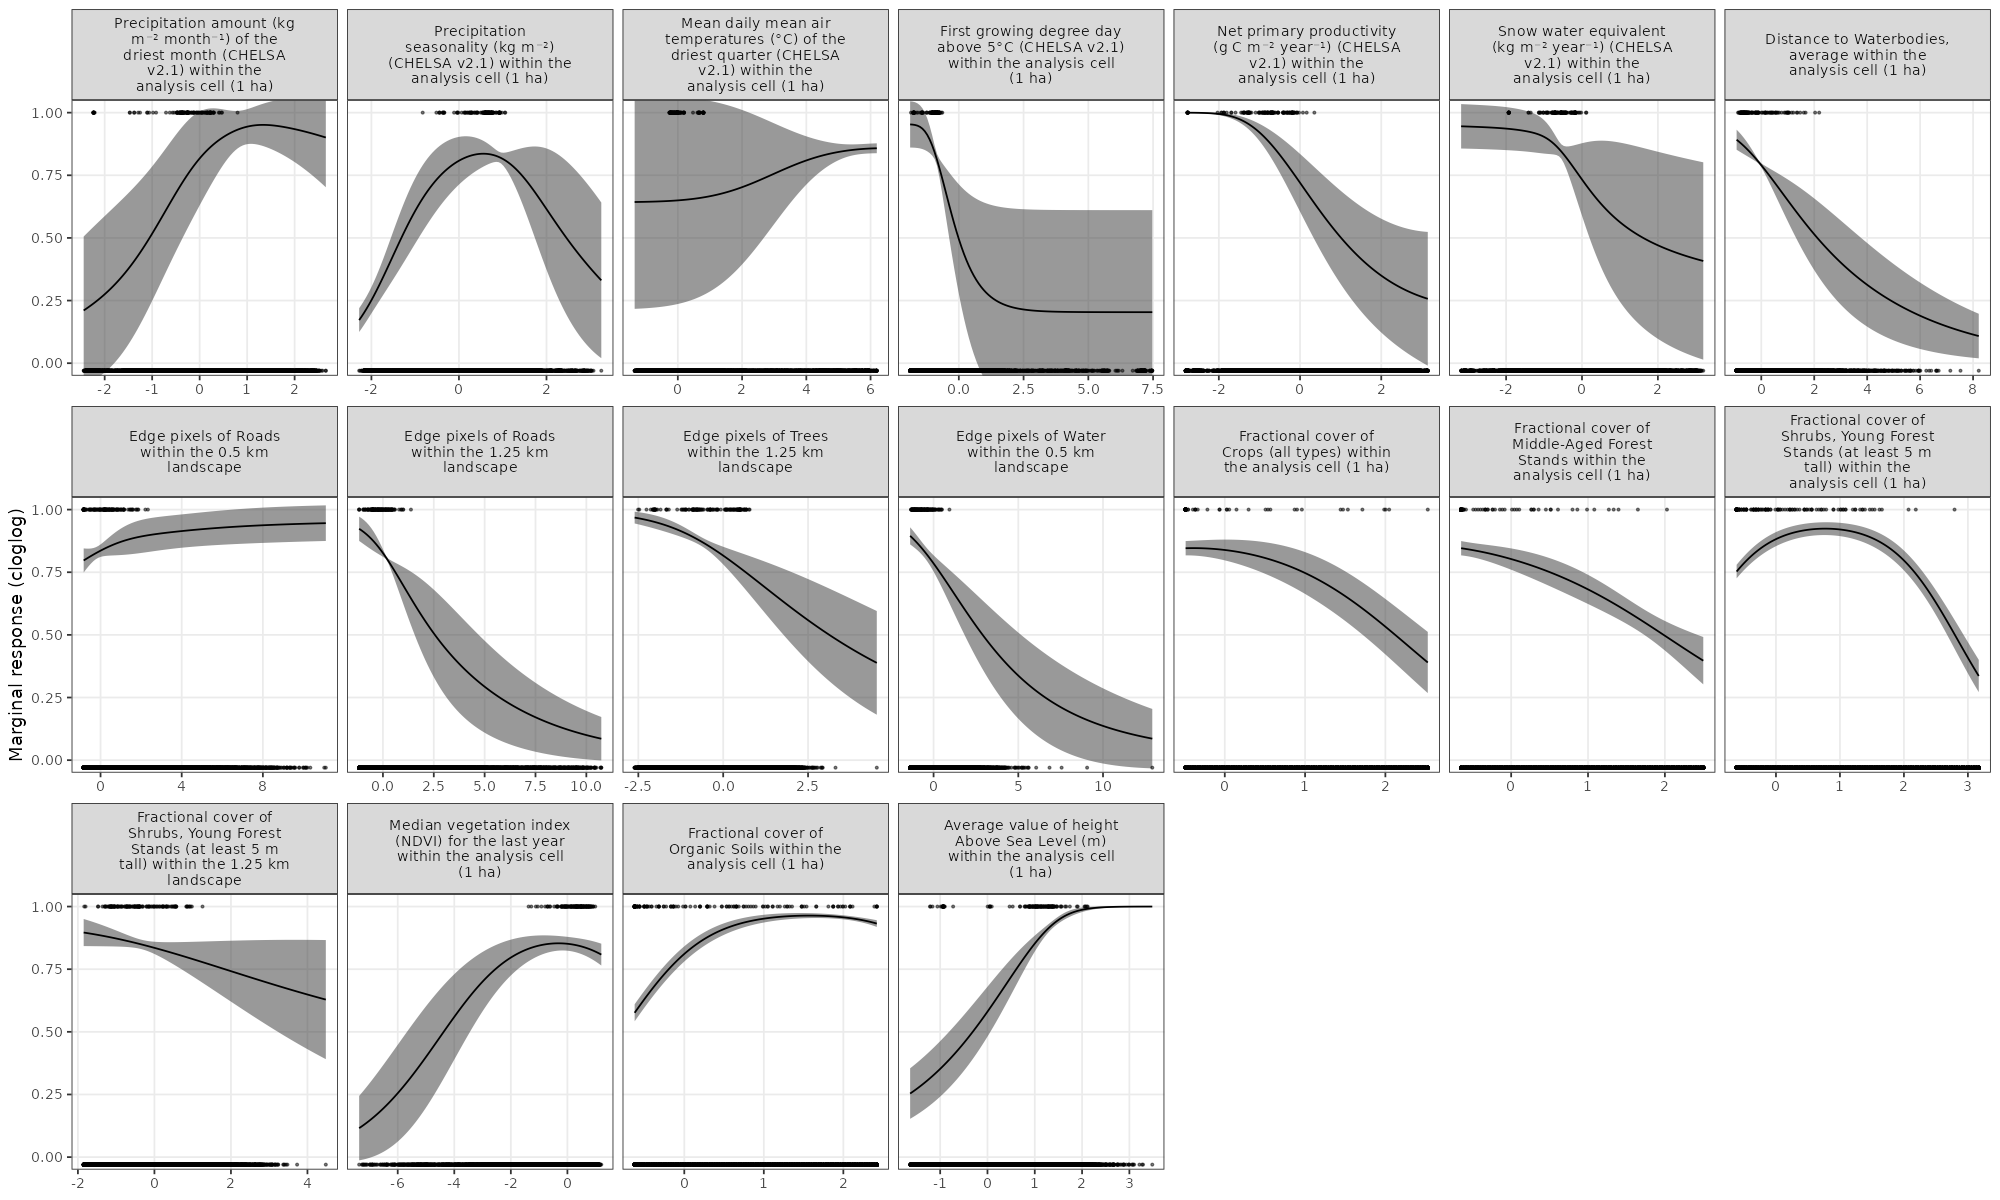 Precipitation amount (kg
m⁻² month⁻¹) of the
driest month (CHELSA
v2.1) within the
analysis cell (1 ha)
Precipitation
seasonality (kg m⁻²)
(CHELSA v2.1) within the
analysis cell (1 ha)
Mean daily mean air
temperatures (°C) of the
driest quarter (CHELSA
v2.1) within the
analysis cell (1 ha)
First growing degree day
above 5°C (CHELSA v2.1)
within the analysis cell
(1 ha)
Net primary productivity
(g C m⁻² year⁻¹) (CHELSA
v2.1) within the
analysis cell (1 ha)
Snow water equivalent
(kg m⁻² year⁻¹) (CHELSA
v2.1) within the
analysis cell (1 ha)
Distance to Waterbodies,
average within the
analysis cell (1 ha)
1.00
0.75
0.50
0.25
0.00
-2 -1 0 1 2
-2 0 2
0 2 4 6
0.0 2.5 5.0 7.5
-2 0 2
-2 0 2
0 2 4 6 8
Edge pixels of Roads
within the 0.5 km
landscape
Edge pixels of Roads
within the 1.25 km
landscape
Edge pixels of Trees
within the 1.25 km
landscape
Edge pixels of Water
within the 0.5 km
landscape
Fractional cover of
Crops (all types) within
the analysis cell (1 ha)
Fractional cover of
Middle-Aged Forest
Stands within the
analysis cell (1 ha)
Fractional cover of
Shrubs, Young Forest
Stands (at least 5 m
tall) within the
analysis cell (1 ha)
Marginal response (cloglog)
1.00
0.75
0.50
0.25
0.00
0 4 8
0.0 2.5 5.0 7.5 10.0
-2.5 0.0 2.5
0 5 10
0 1 2
0 1 2
0 1 2 3
Fractional cover of
Shrubs, Young Forest
Stands (at least 5 m
tall) within the 1.25 km
landscape
Median vegetation index
(NDVI) for the last year
within the analysis cell
(1 ha)
Fractional cover of
Organic Soils within the
analysis cell (1 ha)
Average value of height
Above Sea Level (m)
within the analysis cell
(1 ha)
1.00
0.75
0.50
0.25
0.00
-2 0 2 4
-6 -4 -2 0
0 1 2
-1 0 1 2 3